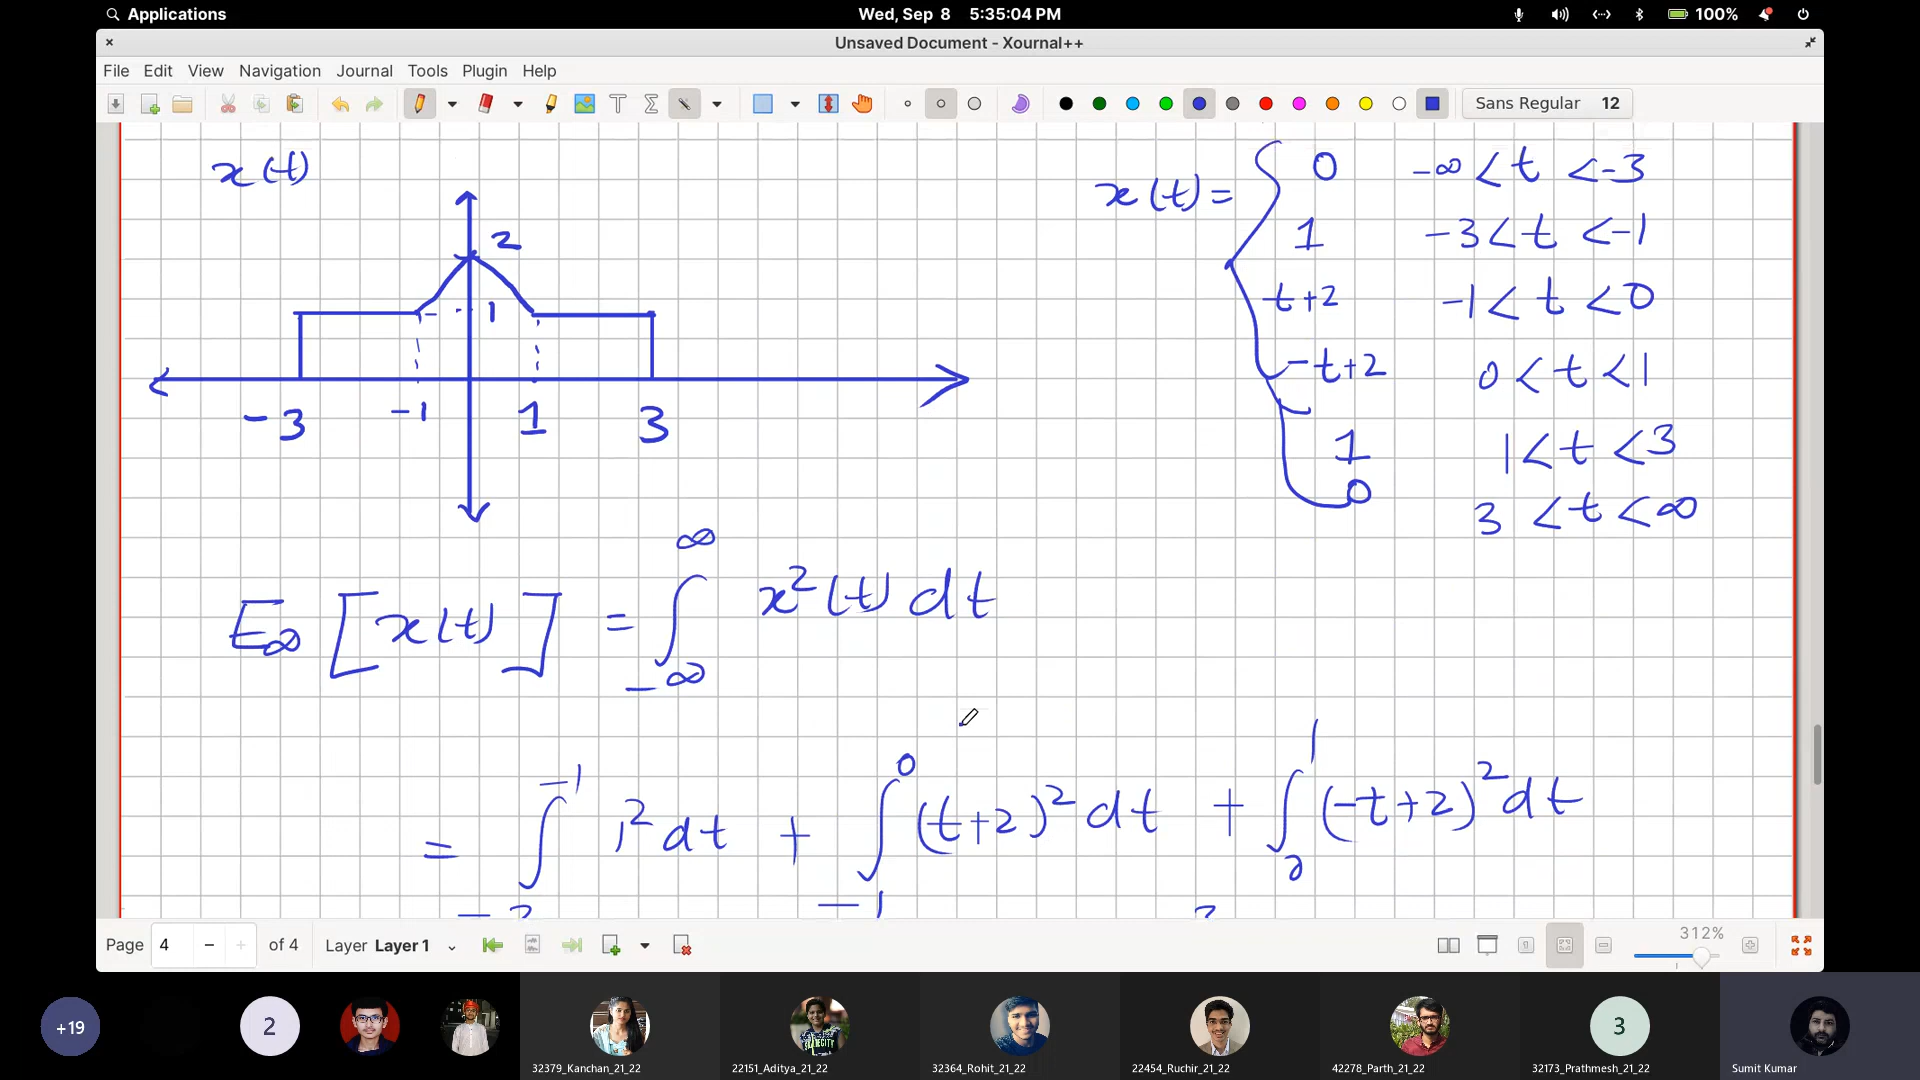 Applications
Wed, Sep 8 5:35:04 PM
100%
Unsaved Document - Xournal++
File Edit View Navigation Journal Tools Plugin Help
Sans Regular 12
x(t)
2
1
-3 -1 1 3
x(t) =
0 -∞ < t < -3
1 -3 < t < -1
t+2 -1 < t < 0
-t+2 0 < t < 1
1 1 < t < 3
0 3 < t < ∞
E∞ [x(t)] = ∫_{-∞}^{∞} x²(t) dt
= ∫^{-1} 1² dt + ∫_{-1}^{0} (t+2)² dt + ∫_{0}^{1} (-t+2)² dt
Page 4 of 4 Layer Layer 1
312%
+19
2
3
32379_Kanchan_21_22
22151_Aditya_21_22
32364_Rohit_21_22
22454_Ruchir_21_22
42278_Parth_21_22
32173_Prathmesh_21_22
Sumit Kumar